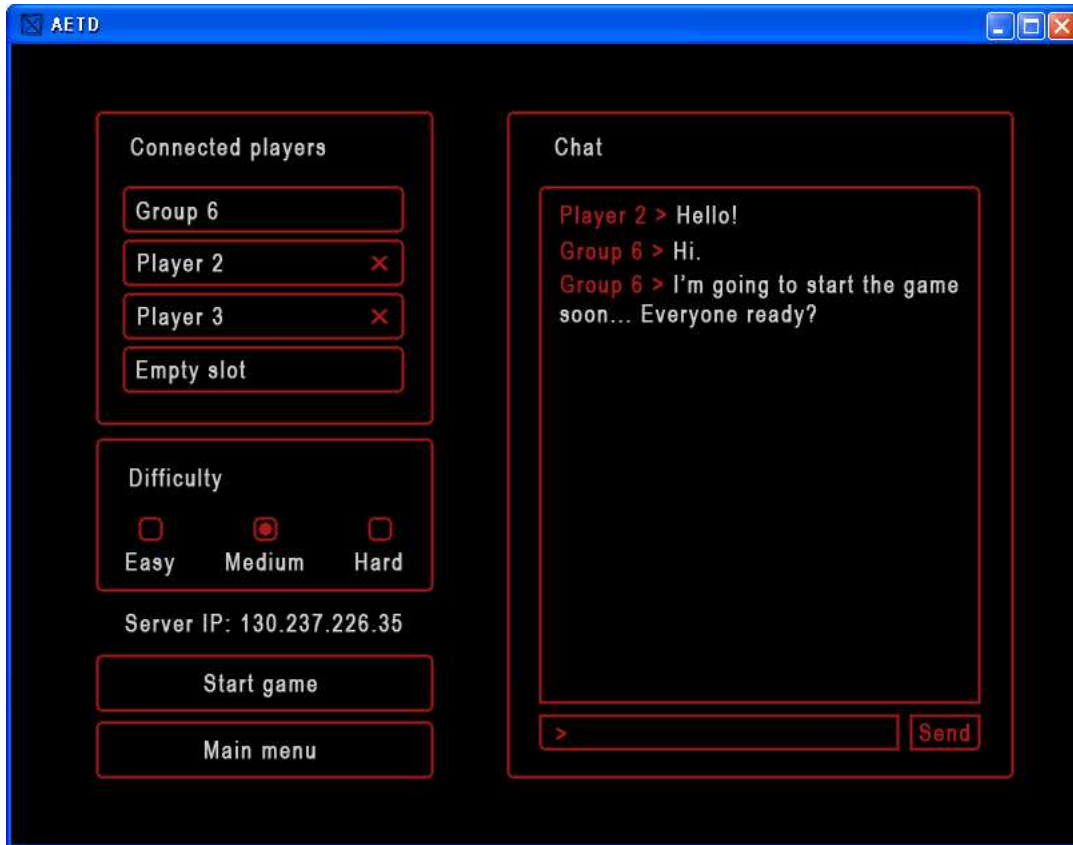 AETD
Connected players
Group 6
Player 2 ×
Player 3 ×
Empty slot
Difficulty
Easy Medium Hard
Server IP: 130.237.226.35
Start game
Main menu
Chat
Player 2 > Hello!
Group 6 > Hi.
Group 6 > I'm going to start the game
soon... Everyone ready?
>
Send